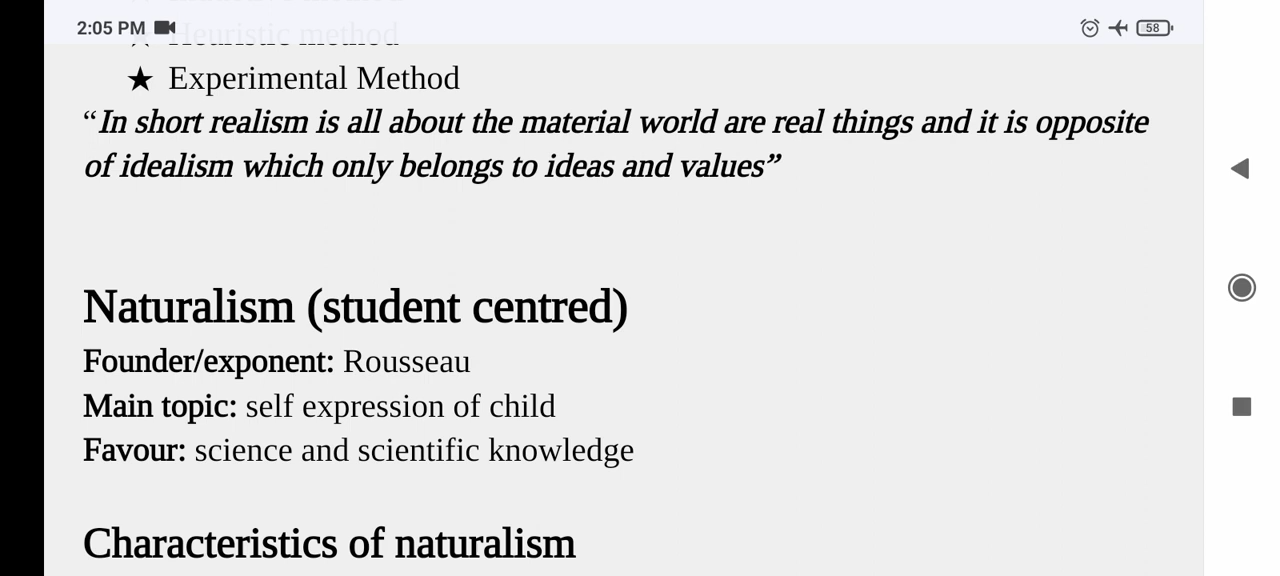 2:05 PM
58
★ Heuristic method
★ Experimental Method
“In short realism is all about the material world are real things and it is opposite
of idealism which only belongs to ideas and values”
Naturalism (student centred)
Founder/exponent: Rousseau
Main topic: self expression of child
Favour: science and scientific knowledge
Characteristics of naturalism